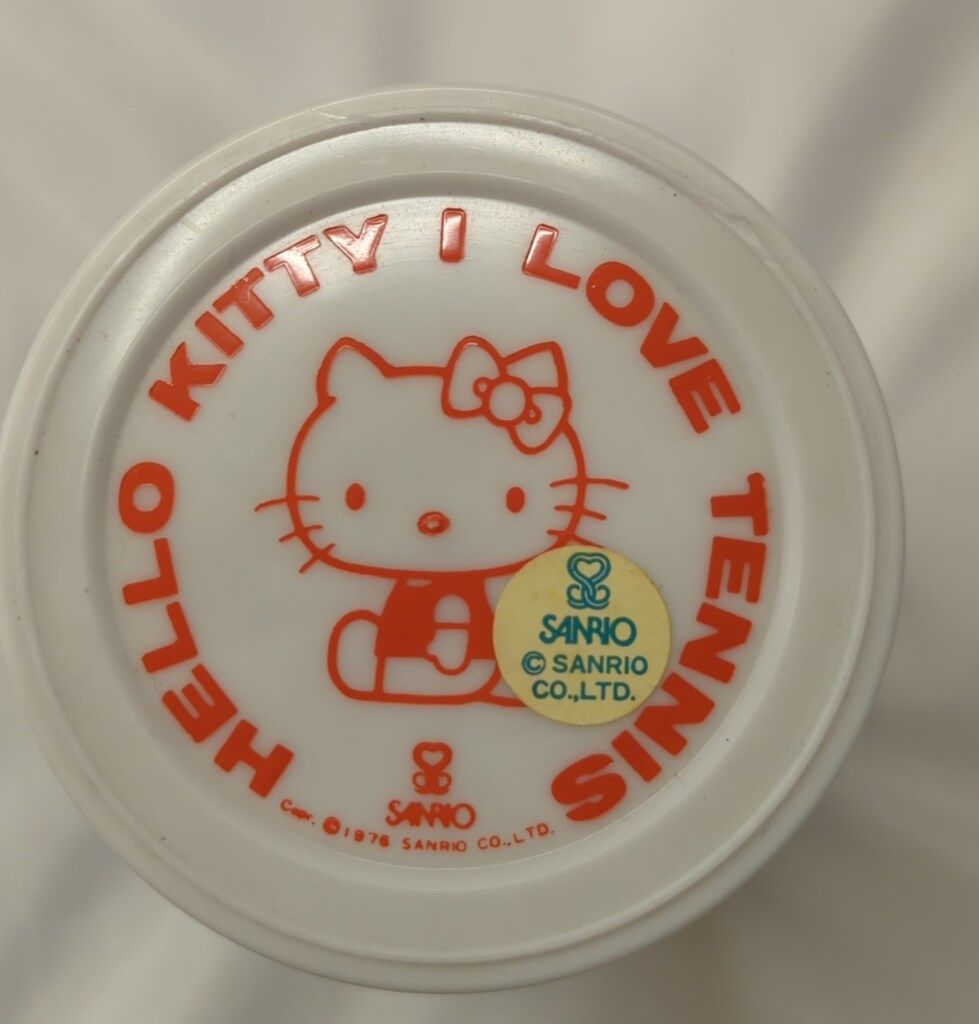 HELLO KITTY I LOVE TENNIS
SANRIO
© SANRIO
CO.,LTD.
SANRIO
Copr. ©1976 SANRIO CO.,LTD.